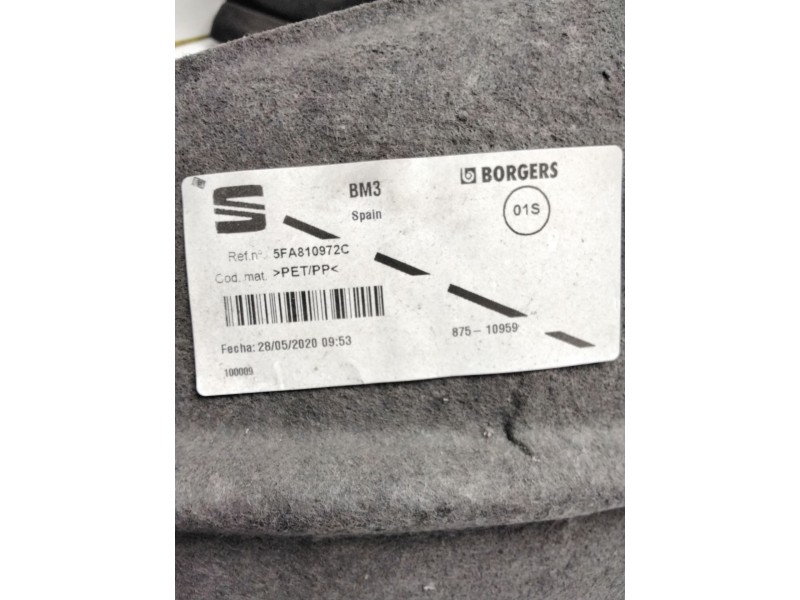 BM3
BORGERS
Spain
01S
Ref.nº. 5FA810972C
Cod. mat. >PET/PP<
875-10959
Fecha: 28/05/2020 09:53
100009